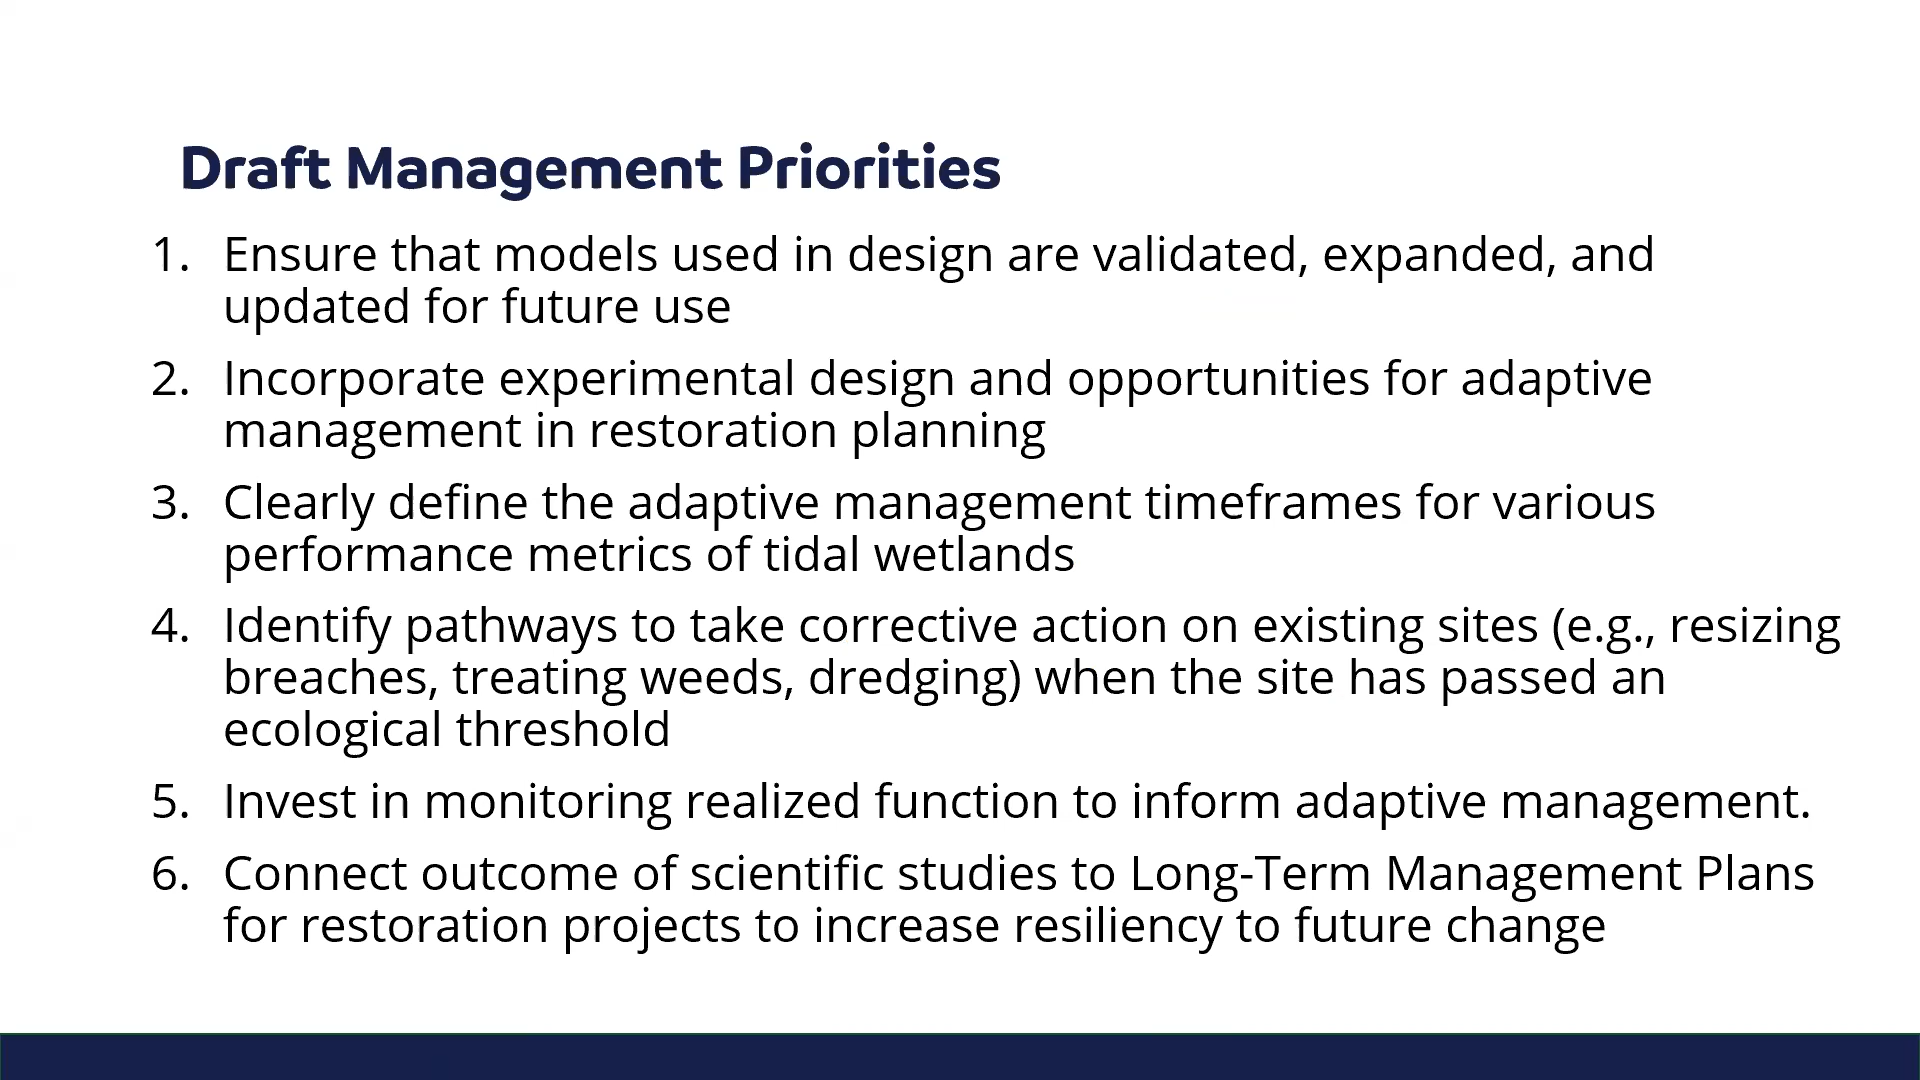 Draft Management Priorities
1. Ensure that models used in design are validated, expanded, and
updated for future use
2. Incorporate experimental design and opportunities for adaptive
management in restoration planning
3. Clearly define the adaptive management timeframes for various
performance metrics of tidal wetlands
4. Identify pathways to take corrective action on existing sites (e.g., resizing
breaches, treating weeds, dredging) when the site has passed an
ecological threshold
5. Invest in monitoring realized function to inform adaptive management.
6. Connect outcome of scientific studies to Long-Term Management Plans
for restoration projects to increase resiliency to future change